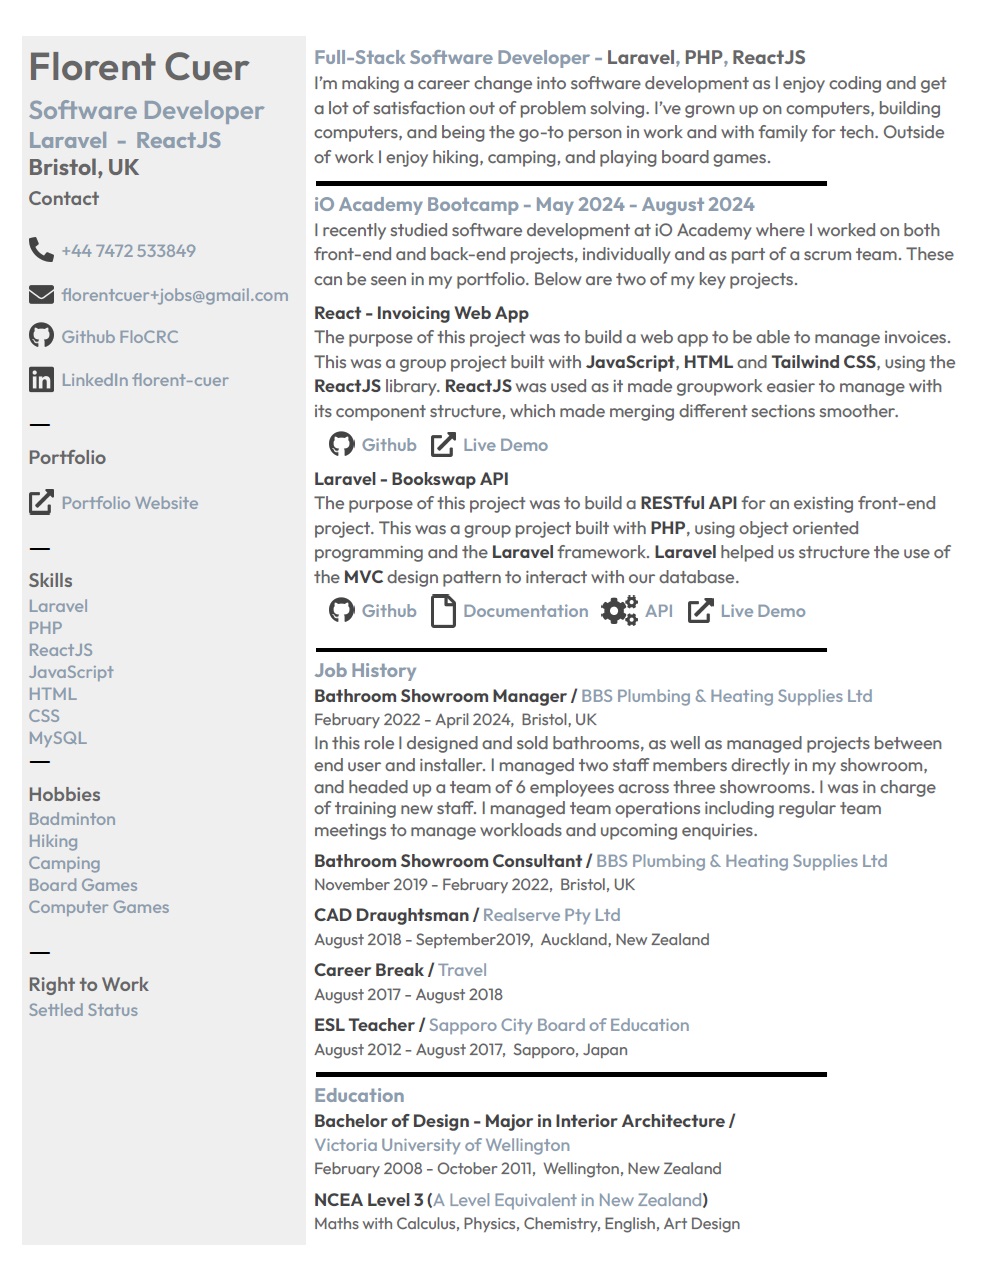 Florent Cuer
Software Developer
Laravel - ReactJS
Bristol, UK
Contact
+44 7472 533849
florentcuer+jobs@gmail.com
Github FloCRC
LinkedIn florent-cuer
—
Portfolio
Portfolio Website
—
Skills
Laravel
PHP
ReactJS
JavaScript
HTML
CSS
MySQL
—
Hobbies
Badminton
Hiking
Camping
Board Games
Computer Games
—
Right to Work
Settled Status
Full-Stack Software Developer - Laravel, PHP, ReactJS
I’m making a career change into software development as I enjoy coding and get
a lot of satisfaction out of problem solving. I’ve grown up on computers, building
computers, and being the go-to person in work and with family for tech. Outside
of work I enjoy hiking, camping, and playing board games.
iO Academy Bootcamp - May 2024 - August 2024
I recently studied software development at iO Academy where I worked on both
front-end and back-end projects, individually and as part of a scrum team. These
can be seen in my portfolio. Below are two of my key projects.
React - Invoicing Web App
The purpose of this project was to build a web app to be able to manage invoices.
This was a group project built with JavaScript, HTML and Tailwind CSS, using the
ReactJS library. ReactJS was used as it made groupwork easier to manage with
its component structure, which made merging different sections smoother.
Github Live Demo
Laravel - Bookswap API
The purpose of this project was to build a RESTful API for an existing front-end
project. This was a group project built with PHP, using object oriented
programming and the Laravel framework. Laravel helped us structure the use of
the MVC design pattern to interact with our database.
Github Documentation API Live Demo
Job History
Bathroom Showroom Manager / BBS Plumbing & Heating Supplies Ltd
February 2022 - April 2024, Bristol, UK
In this role I designed and sold bathrooms, as well as managed projects between
end user and installer. I managed two staff members directly in my showroom,
and headed up a team of 6 employees across three showrooms. I was in charge
of training new staff. I managed team operations including regular team
meetings to manage workloads and upcoming enquiries.
Bathroom Showroom Consultant / BBS Plumbing & Heating Supplies Ltd
November 2019 - February 2022, Bristol, UK
CAD Draughtsman / Realserve Pty Ltd
August 2018 - September2019, Auckland, New Zealand
Career Break / Travel
August 2017 - August 2018
ESL Teacher / Sapporo City Board of Education
August 2012 - August 2017, Sapporo, Japan
Education
Bachelor of Design - Major in Interior Architecture /
Victoria University of Wellington
February 2008 - October 2011, Wellington, New Zealand
NCEA Level 3 (A Level Equivalent in New Zealand)
Maths with Calculus, Physics, Chemistry, English, Art Design